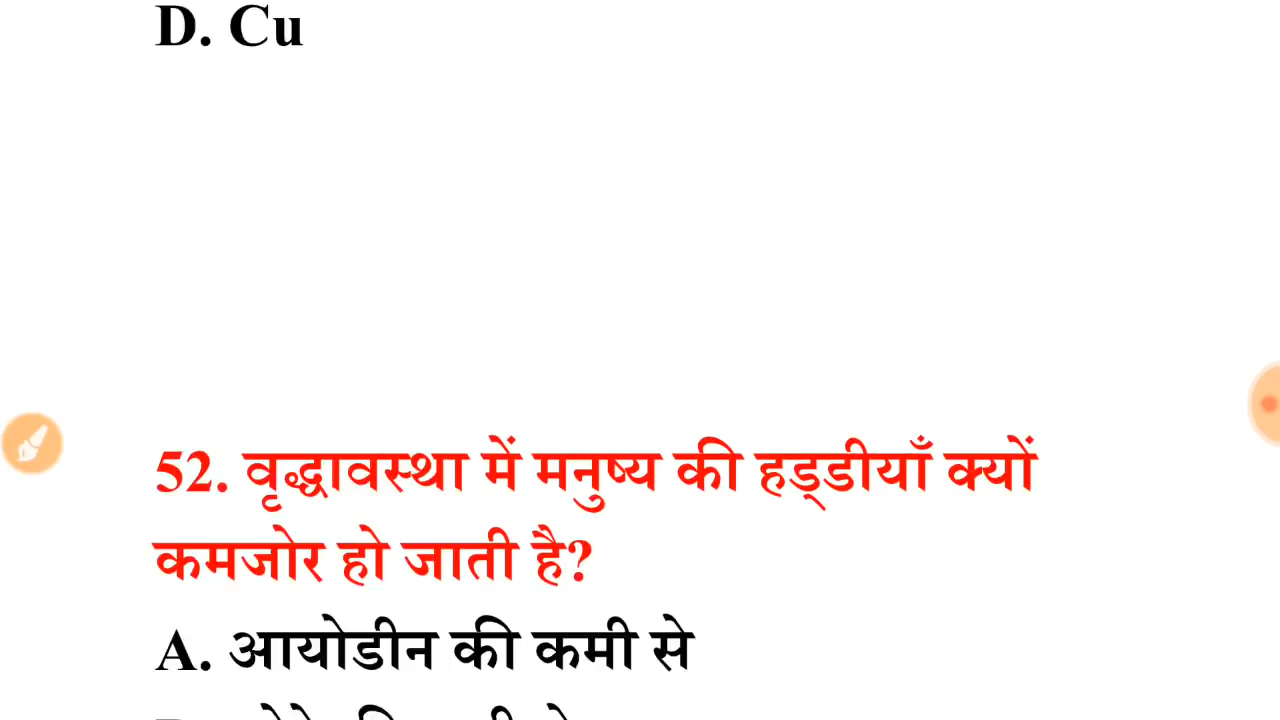 D. Cu
52. वृद्धावस्था में मनुष्य की हड्डीयाँ क्यों
कमजोर हो जाती है?
A. आयोडीन की कमी से